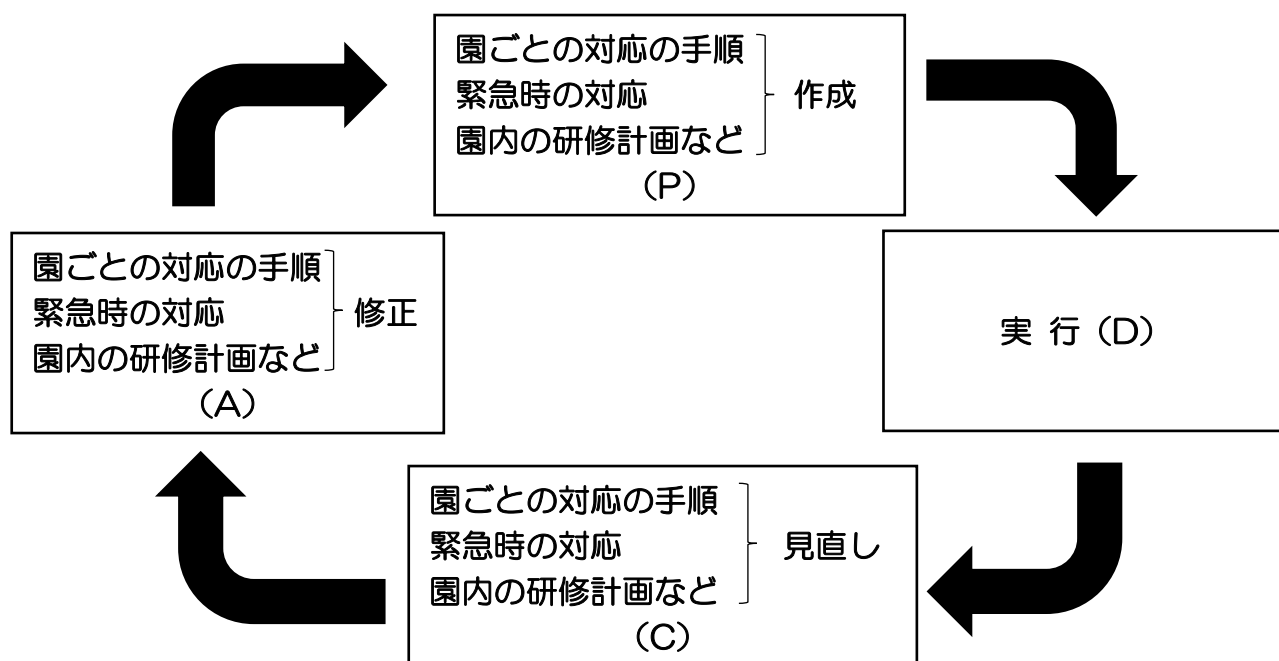 園ごとの対応の手順
緊急時の対応
園内の研修計画など
作成
（P）
実 行（D）
園ごとの対応の手順
緊急時の対応
園内の研修計画など
見直し
（C）
園ごとの対応の手順
緊急時の対応
園内の研修計画など
修正
（A）